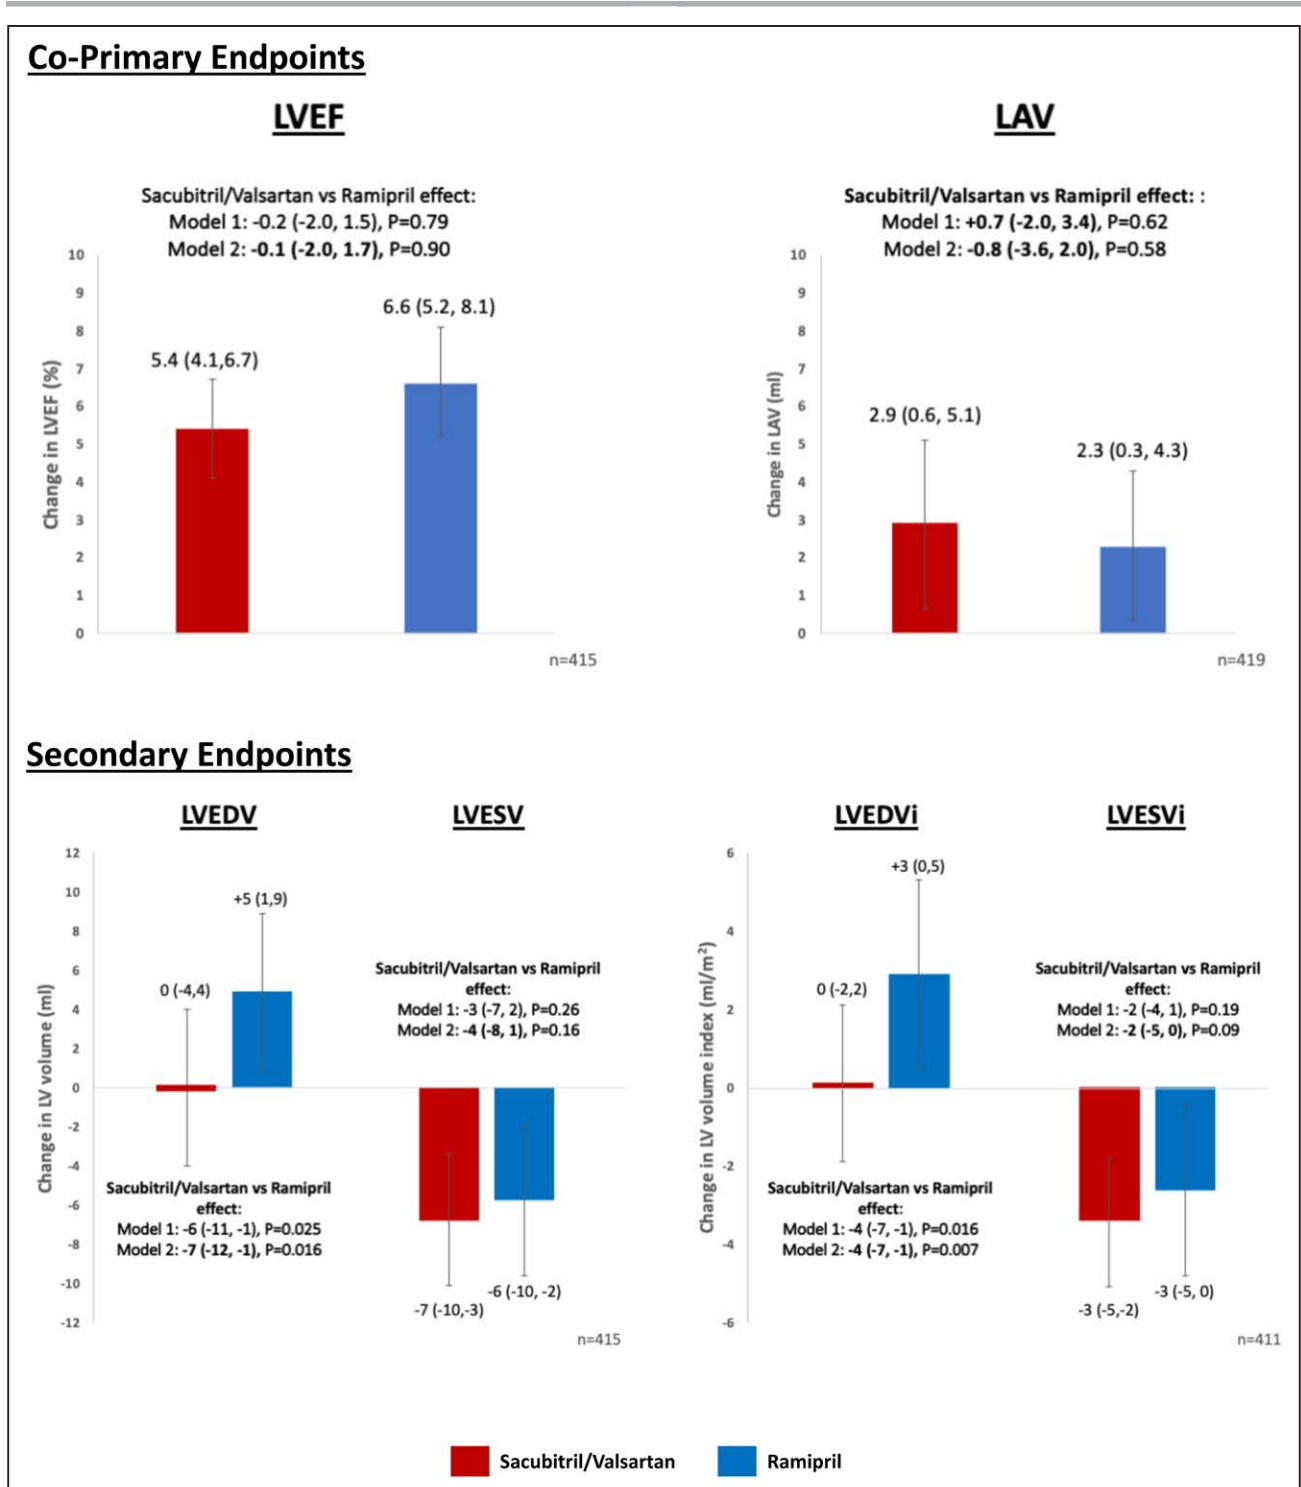 Co-Primary Endpoints
LVEF
Sacubitril/Valsartan vs Ramipril effect:
Model 1: -0.2 (-2.0, 1.5), P=0.79
Model 2: -0.1 (-2.0, 1.7), P=0.90
Change in LVEF (%)
10
9
8
7
6
5
4
3
2
1
0
5.4 (4.1,6.7)
6.6 (5.2, 8.1)
n=415
LAV
Sacubitril/Valsartan vs Ramipril effect: :
Model 1: +0.7 (-2.0, 3.4), P=0.62
Model 2: -0.8 (-3.6, 2.0), P=0.58
Change in LAV (ml)
10
9
8
7
6
5
4
3
2
1
0
2.9 (0.6, 5.1)
2.3 (0.3, 4.3)
n=419
Secondary Endpoints
LVEDV
LVESV
Change in LV volume (ml)
12
10
8
6
4
2
0
-2
-4
-6
-8
-10
-12
+5 (1,9)
0 (-4,4)
Sacubitril/Valsartan vs Ramipril
effect:
Model 1: -3 (-7, 2), P=0.26
Model 2: -4 (-8, 1), P=0.16
Sacubitril/Valsartan vs Ramipril
effect:
Model 1: -6 (-11, -1), P=0.025
Model 2: -7 (-12, -1), P=0.016
-6 (-10, -2)
-7 (-10,-3)
n=415
LVEDVi
LVESVi
Change in LV volume index (ml/m²)
6
4
2
0
-2
-4
-6
+3 (0,5)
0 (-2,2)
Sacubitril/Valsartan vs Ramipril
effect:
Model 1: -2 (-4, 1), P=0.19
Model 2: -2 (-5, 0), P=0.09
Sacubitril/Valsartan vs Ramipril
effect:
Model 1: -4 (-7, -1), P=0.016
Model 2: -4 (-7, -1), P=0.007
-3 (-5, 0)
-3 (-5,-2)
n=411
Sacubitril/Valsartan
Ramipril